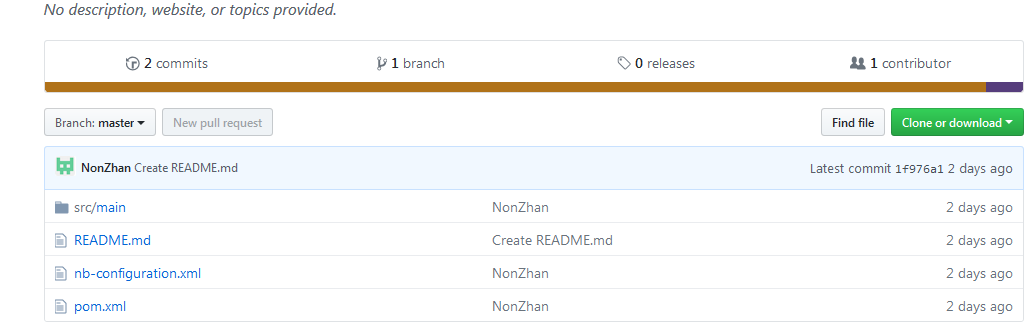 No description, website, or topics provided.
2 commits 1 branch 0 releases 1 contributor
Branch: master New pull request Find file Clone or download
NonZhan Create README.md Latest commit 1f976a1 2 days ago
src/main NonZhan 2 days ago
README.md Create README.md 2 days ago
nb-configuration.xml NonZhan 2 days ago
pom.xml NonZhan 2 days ago